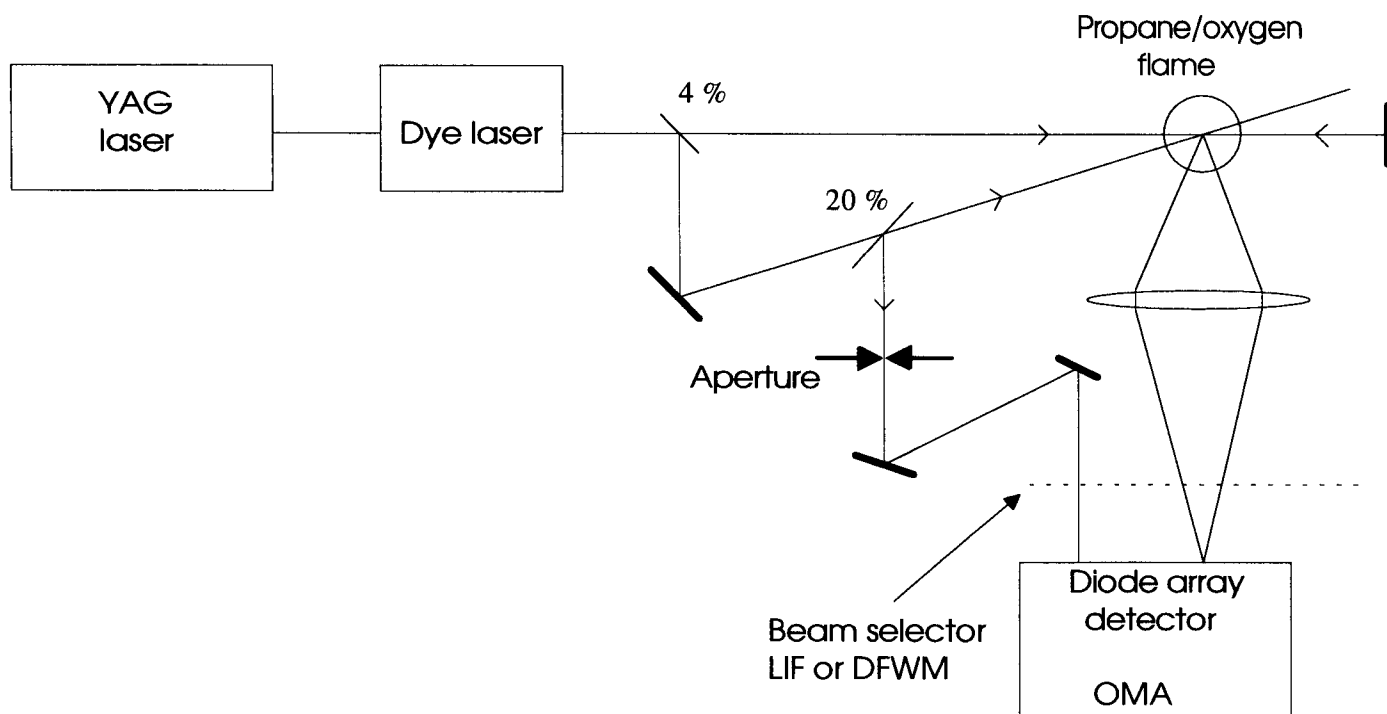 Propane/oxygen
flame
YAG
laser
Dye laser
4 %
20 %
Aperture
Beam selector
LIF or DFWM
Diode array
detector
OMA